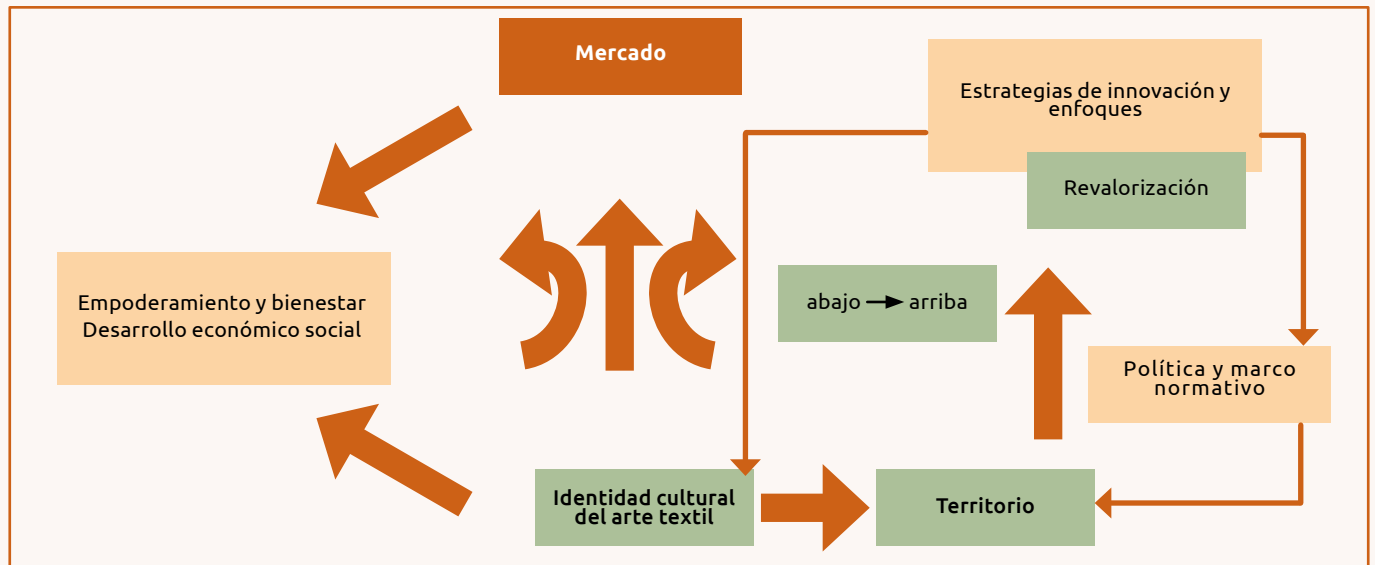 Mercado
Estrategias de innovación y
enfoques
Revalorización
abajo → arriba
Empoderamiento y bienestar
Desarrollo económico social
Política y marco
normativo
Identidad cultural
del arte textil
Territorio